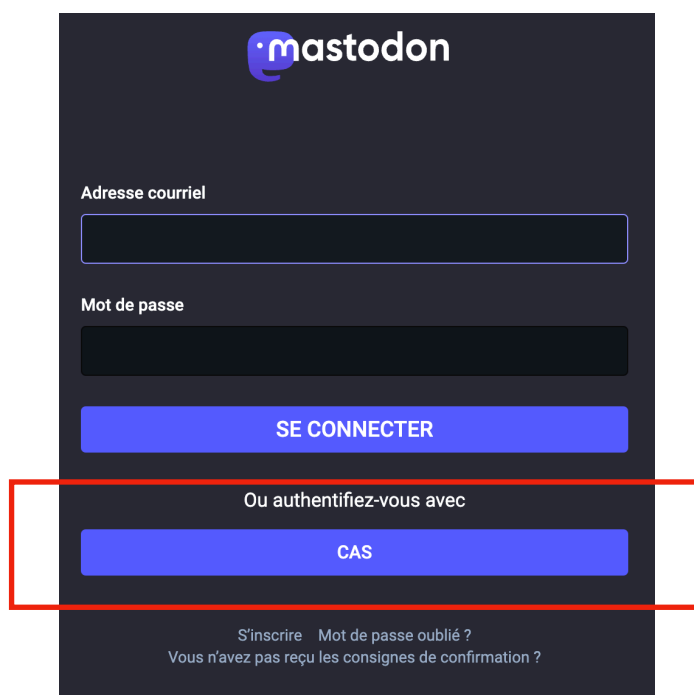 mastodon
Adresse courriel
Mot de passe
SE CONNECTER
Ou authentifiez-vous avec
CAS
S'inscrire Mot de passe oublié ?
Vous n'avez pas reçu les consignes de confirmation ?